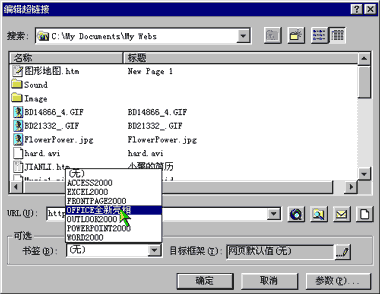 编辑超链接
搜索:
C:\My Documents\My Webs
名称
标题
图形地图.htm
New Page 1
Sound
Image
BD14866_4.GIF
BD14866_4.GIF
BD21332_.GIF
BD21332_.GIF
FlowerPower.jpg
FlowerPower.jpg
hard.avi
hard.avi
JIANLI.htm
的简历
(无)
ACCESS2000
EXCEL2000
FRONTPAGE2000
OFFICE全新亮相
OUTLOOK2000
POWERPOINT2000
WORD2000
URL(U):
http
可选
书签(B):
(无)
目标框架(T):
网页默认值(无)
确定
取消
参数(P)...